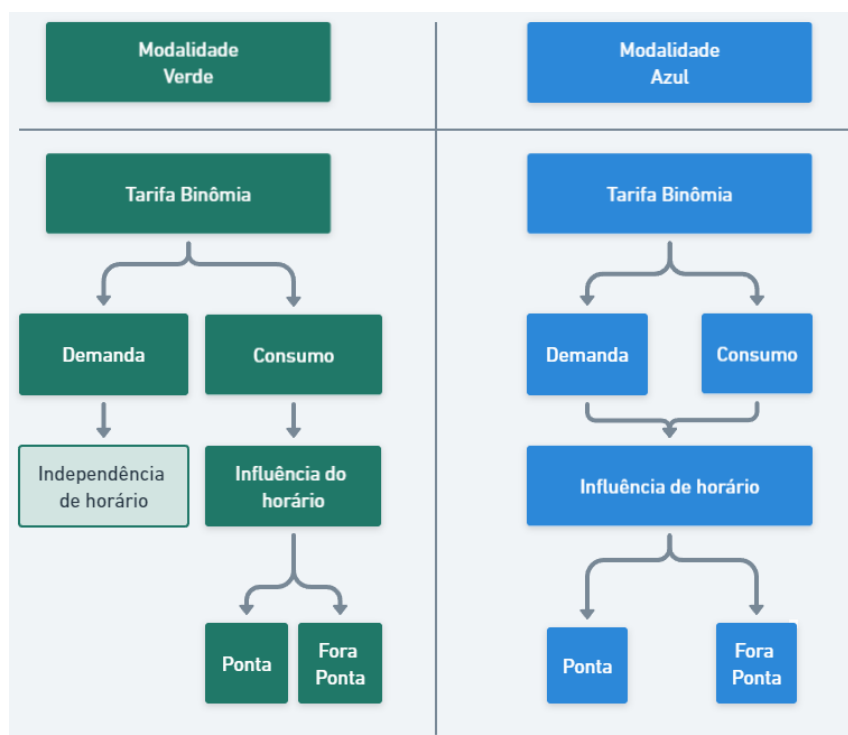 Modalidade
Verde
Modalidade
Azul
Tarifa Binômia
Tarifa Binômia
Demanda
Consumo
Demanda
Consumo
Independência
de horário
Influência do
horário
Influência de horário
Ponta
Fora
Ponta
Ponta
Fora
Ponta